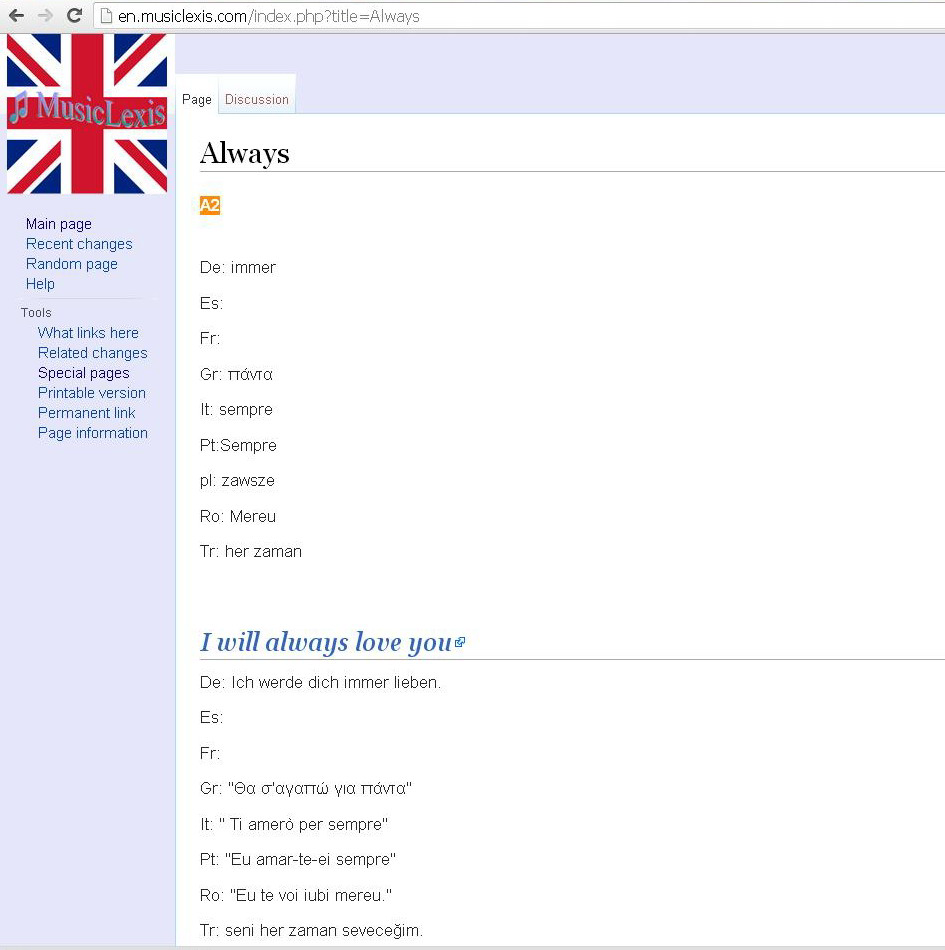 en.musiclexis.com/index.php?title=Always
MusicLexis
Page Discussion
Main page
Recent changes
Random page
Help
Tools
What links here
Related changes
Special pages
Printable version
Permanent link
Page information
Always
A2
De: immer
Es:
Fr:
Gr: πάντα
It: sempre
Pt:Sempre
pl: zawsze
Ro: Mereu
Tr: her zaman
I will always love you
De: Ich werde dich immer lieben.
Es:
Fr:
Gr: "Θα σ'αγαπώ για πάντα"
It: " Ti amerò per sempre"
Pt: "Eu amar-te-ei sempre"
Ro: "Eu te voi iubi mereu."
Tr: seni her zaman seveceğim.